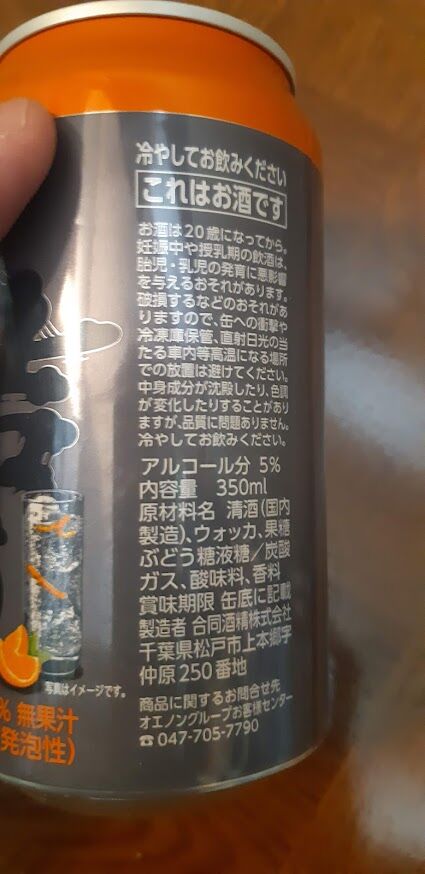 冷やしてお飲みください
これはお酒です
お酒は20歳になってから。
妊娠中や授乳期の飲酒は、
胎児・乳児の発育に悪影響
を与えるおそれがあります。
破損するなどのおそれがあ
りますので、缶への衝撃や
冷凍庫保管、直射日光の当
たる車内等高温になる場所
での放置は避けてください。
中身成分が沈殿したり、色調
が変化したりすることがあり
ますが、品質に問題ありません。
冷やしてお飲みください。
アルコール分 5%
内容量 350ml
原材料名 清酒(国内
製造)、ウォッカ、果糖
ぶどう糖液糖/炭酸
ガス、酸味料、香料
賞味期限 缶底に記載
製造者 合同酒精株式会社
千葉県松戸市上本郷字
仲原250番地
商品に関するお問合せ先
オエノングループお客様センター
☎047-705-7790
写真はイメージです。
% 無果汁
発泡性)